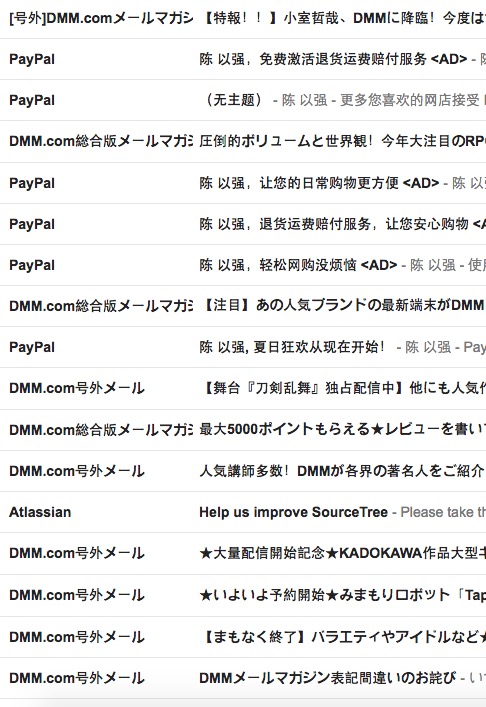 [号外]DMM.comメールマガジ 【特報！！】小室哲哉、DMMに降臨！今度は
PayPal 陈 以强，免费激活退货运费赔付服务 <AD> -
PayPal （无主题） - 陈 以强 - 更多您喜欢的网店接受
DMM.com総合版メールマガジ 圧倒的ボリュームと世界観！今年大注目のRP
PayPal 陈 以强，让您的日常购物更方便 <AD> - 陈 以
PayPal 陈 以强，退货运费赔付服务，让您安心购物 <A
PayPal 陈 以强，轻松网购没烦恼 <AD> - 陈 以强 - 使
DMM.com総合版メールマガジ 【注目】あの人気ブランドの最新端末がDMM
PayPal 陈 以强, 夏日狂欢从现在开始！ - 陈 以强 - Pay
DMM.com号外メール 【舞台『刀剣乱舞』独占配信中】他にも人気
DMM.com総合版メールマガジ 最大5000ポイントもらえる★レビューを書い
DMM.com号外メール 人気講師多数！DMMが各界の著名人をご紹介
Atlassian Help us improve SourceTree - Please take th
DMM.com号外メール ★大量配信開始記念★KADOKAWA作品大型
DMM.com号外メール ★いよいよ予約開始★みまもりロボット「Tap
DMM.com号外メール 【まもなく終了】バラエティやアイドルなど★
DMM.com号外メール DMMメールマガジン表記間違いのお詫び - い